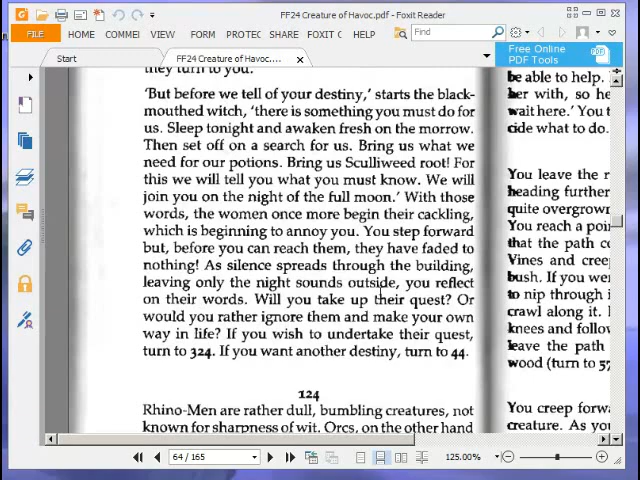 FF24 Creature of Havoc.pdf - Foxit Reader
FILE HOME COMMEI VIEW FORM PROTEC SHARE FOXIT C HELP Find
Start FF24 Creature of Havoc.pdf Free Online
PDF Tools
they turn to you.
'But before we tell of your destiny,' starts the black-
mouthed witch, 'there is something you must do for
us. Sleep tonight and awaken fresh on the morrow.
Then set off on a search for us. Bring us what we
need for our potions. Bring us Sculliweed root! For
this we will tell you what you must know. We will
join you on the night of the full moon.' With those
words, the women once more begin their cackling,
which is beginning to annoy you. You step forward
but, before you can reach them, they have faded to
nothing! As silence spreads through the building,
leaving only the night sounds outside, you reflect
on their words. Will you take up their quest? Or
would you rather ignore them and make your own
way in life? If you wish to undertake their quest,
turn to 324. If you want another destiny, turn to 44.
124
Rhino-Men are rather dull, bumbling creatures, not
known for sharpness of wit. Orcs, on the other hand
be able to help.
her with, so he
wait here.' You t
cide what to do.
You leave the r
heading further
quite overgrown
You reach a poi
that the path c
Vines and cree
bush. If you wer
to nip through i
crawl along it.
knees and follow
leave the path
wood (turn to 57
You creep forw
creature. As you
64 / 165 125.00%